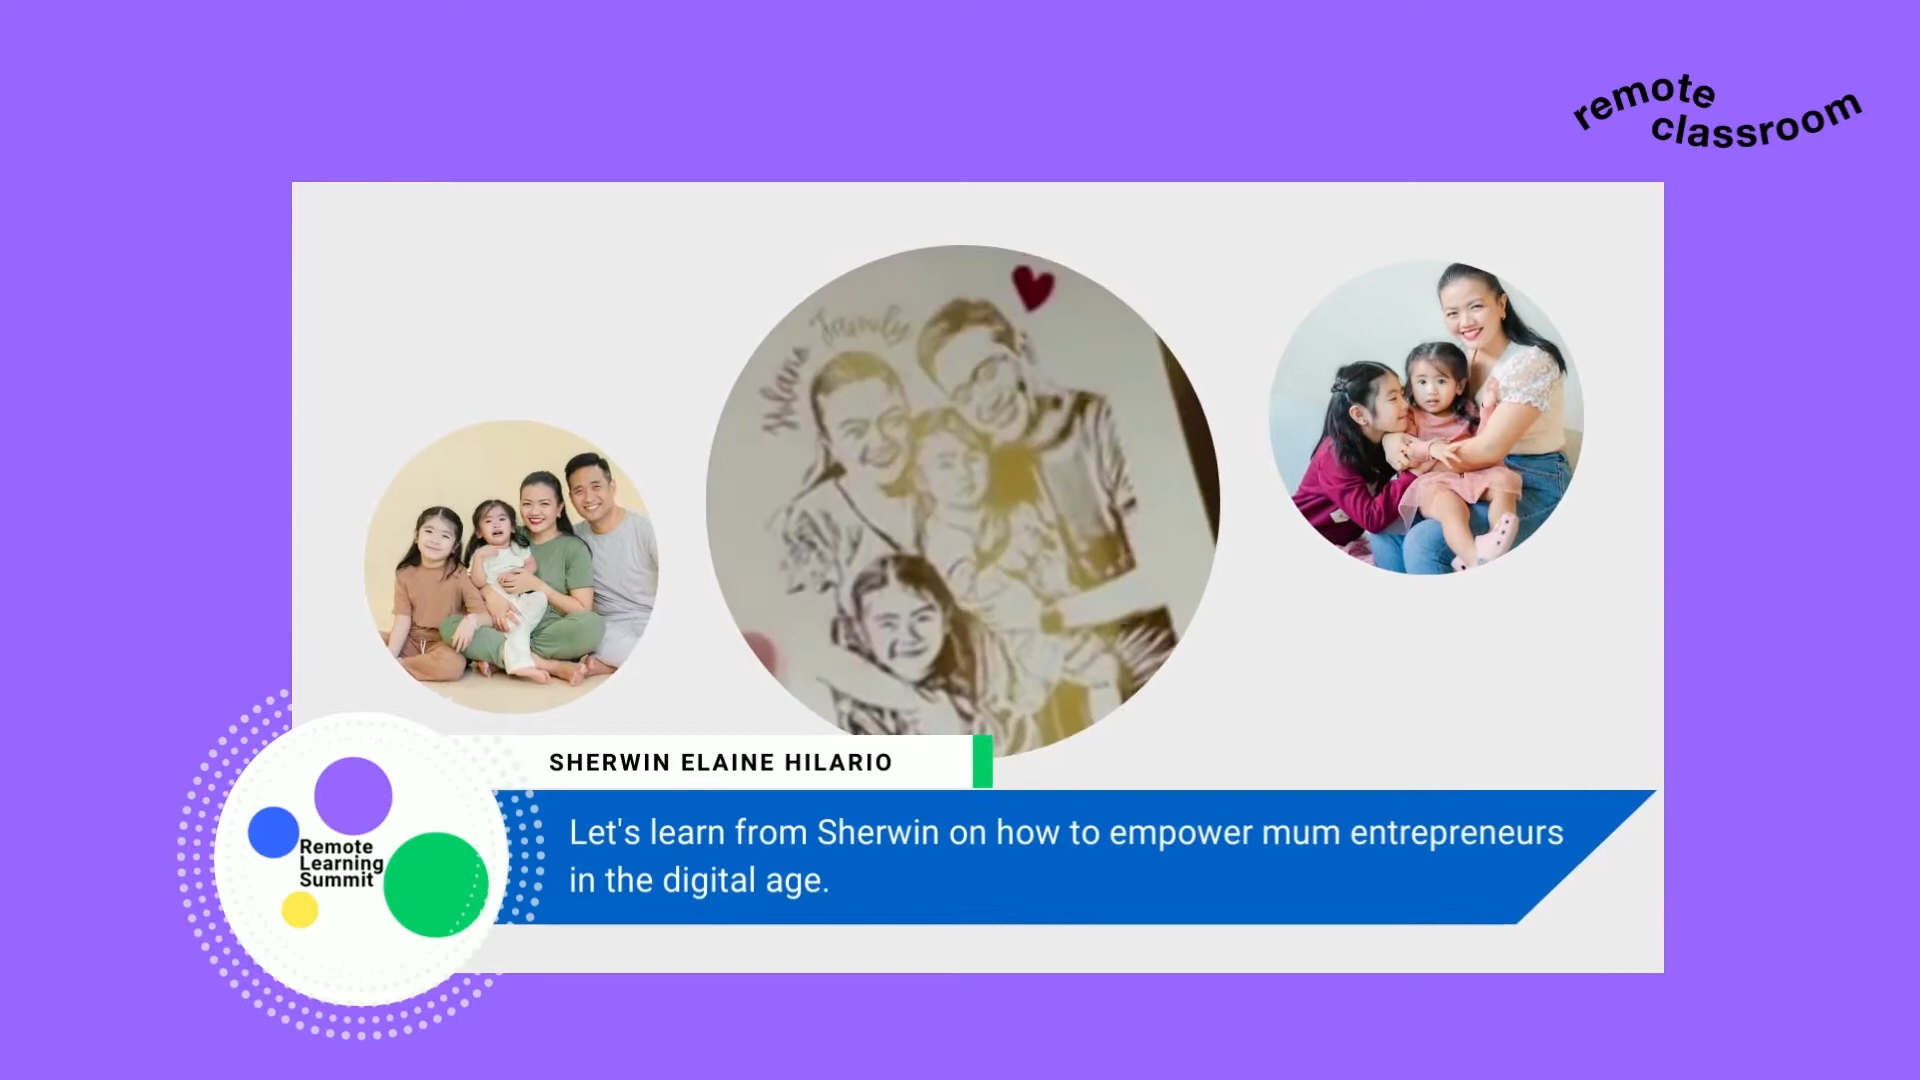 remote
classroom
Family
SHERWIN ELAINE HILARIO
Let's learn from Sherwin on how to empower mum entrepreneurs
in the digital age.
Remote
Learning
Summit